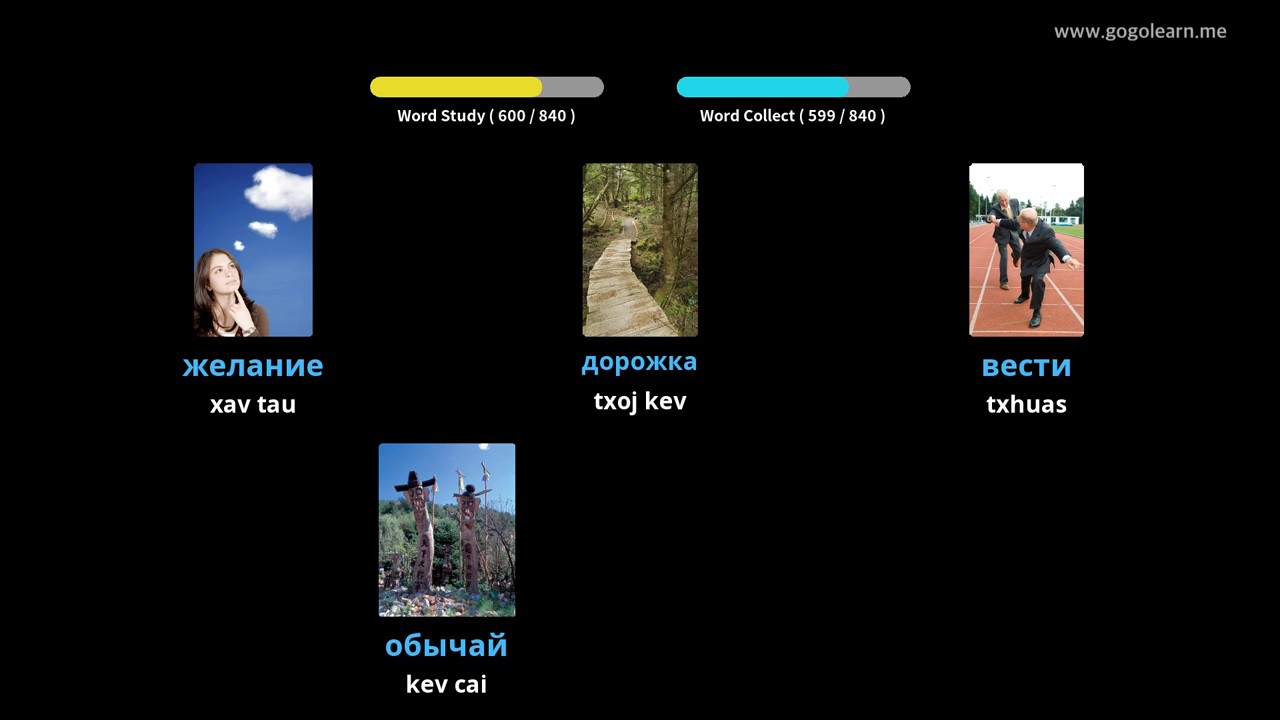 www.gogolearn.me
Word Study ( 600 / 840 )
Word Collect ( 599 / 840 )
желание
дорожка
вести
xav tau
txoj kev
txhuas
обычай
kev cai